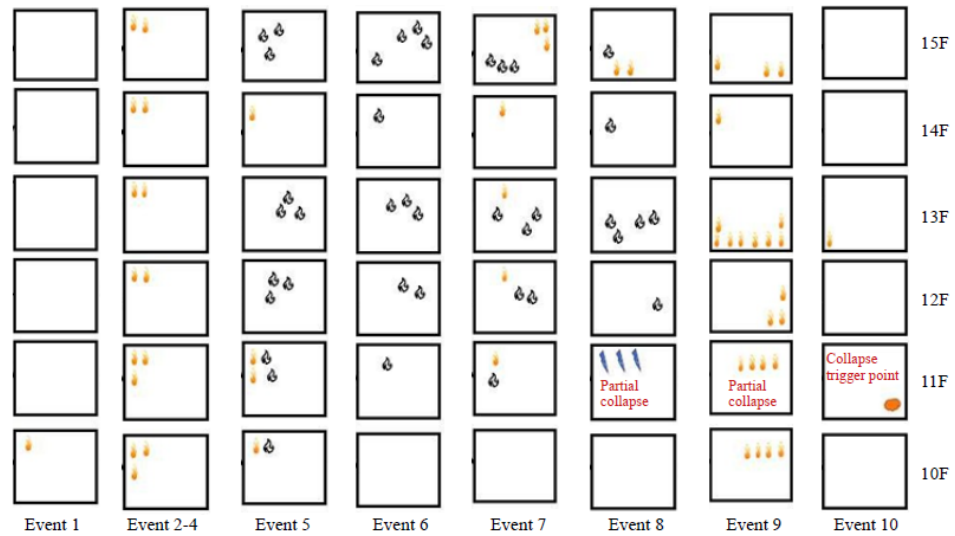 15F
14F
13F
12F
Partial
collapse
Partial
collapse
Collapse
trigger point
11F
10F
Event 1
Event 2-4
Event 5
Event 6
Event 7
Event 8
Event 9
Event 10